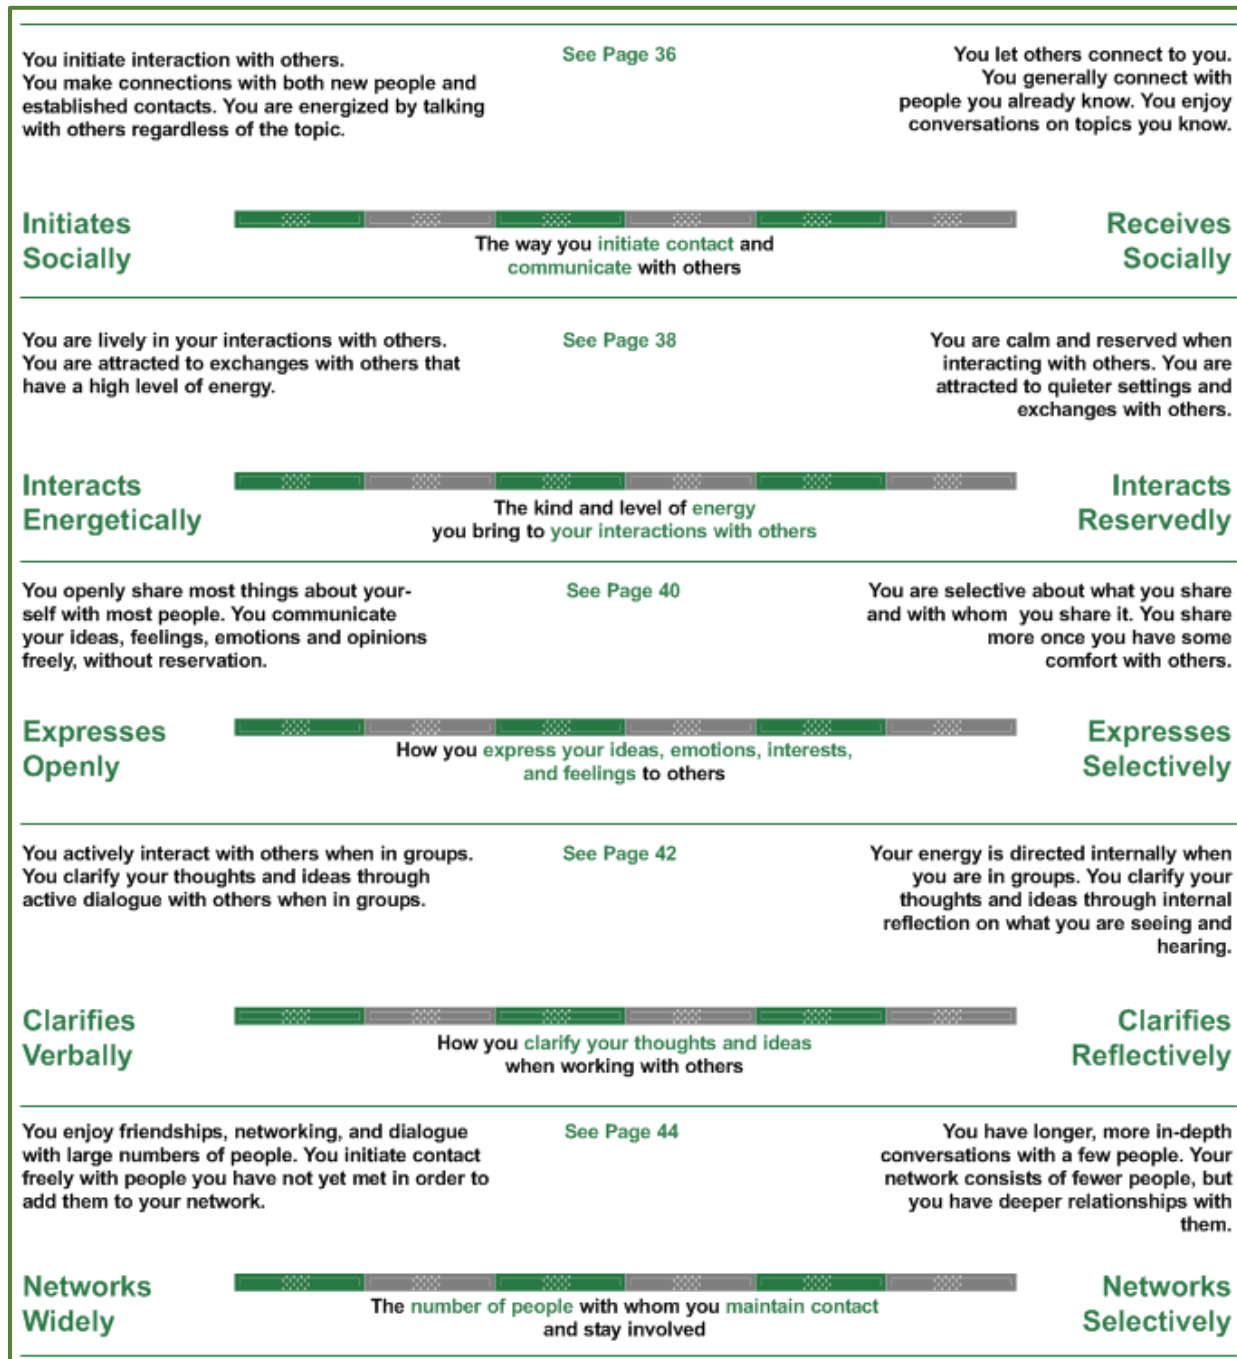 You initiate interaction with others.
You make connections with both new people and
established contacts. You are energized by talking
with others regardless of the topic.
See Page 36
You let others connect to you.
You generally connect with
people you already know. You enjoy
conversations on topics you know.
Initiates
Socially
The way you initiate contact and
communicate with others
Receives
Socially
You are lively in your interactions with others.
You are attracted to exchanges with others that
have a high level of energy.
See Page 38
You are calm and reserved when
interacting with others. You are
attracted to quieter settings and
exchanges with others.
Interacts
Energetically
The kind and level of energy
you bring to your interactions with others
Interacts
Reservedly
You openly share most things about your-
self with most people. You communicate
your ideas, feelings, emotions and opinions
freely, without reservation.
See Page 40
You are selective about what you share
and with whom you share it. You share
more once you have some
comfort with others.
Expresses
Openly
How you express your ideas, emotions, interests,
and feelings to others
Expresses
Selectively
You actively interact with others when in groups.
You clarify your thoughts and ideas through
active dialogue with others when in groups.
See Page 42
Your energy is directed internally when
you are in groups. You clarify your
thoughts and ideas through internal
reflection on what you are seeing and
hearing.
Clarifies
Verbally
How you clarify your thoughts and ideas
when working with others
Clarifies
Reflectively
You enjoy friendships, networking, and dialogue
with large numbers of people. You initiate contact
freely with people you have not yet met in order to
add them to your network.
See Page 44
You have longer, more in-depth
conversations with a few people. Your
network consists of fewer people, but
you have deeper relationships with
them.
Networks
Widely
The number of people with whom you maintain contact
and stay involved
Networks
Selectively